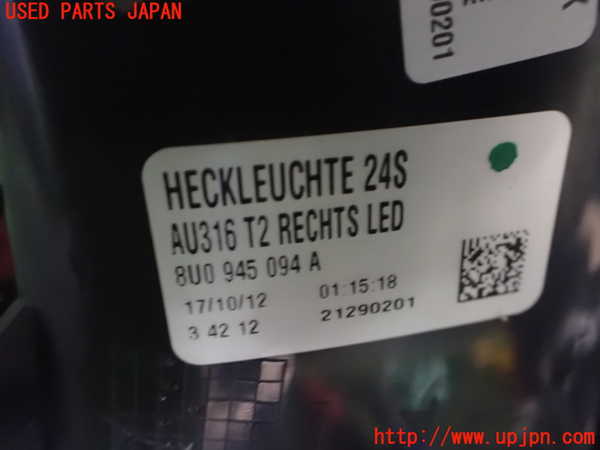 USED PARTS JAPAN
0201
HECKLEUCHTE 24S
AU316 T2 RECHTS LED
8U0 945 094 A
17/10/12 01:15:18
3 42 12 21290201
http://www.upjpn.com/